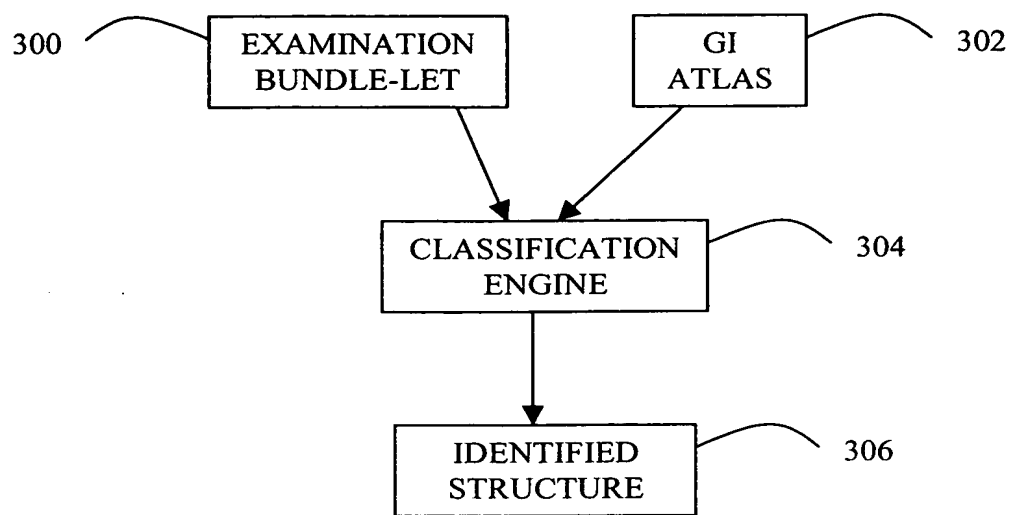 300
EXAMINATION
BUNDLE-LET
GI
ATLAS
302
CLASSIFICATION
ENGINE
304
IDENTIFIED
STRUCTURE
306